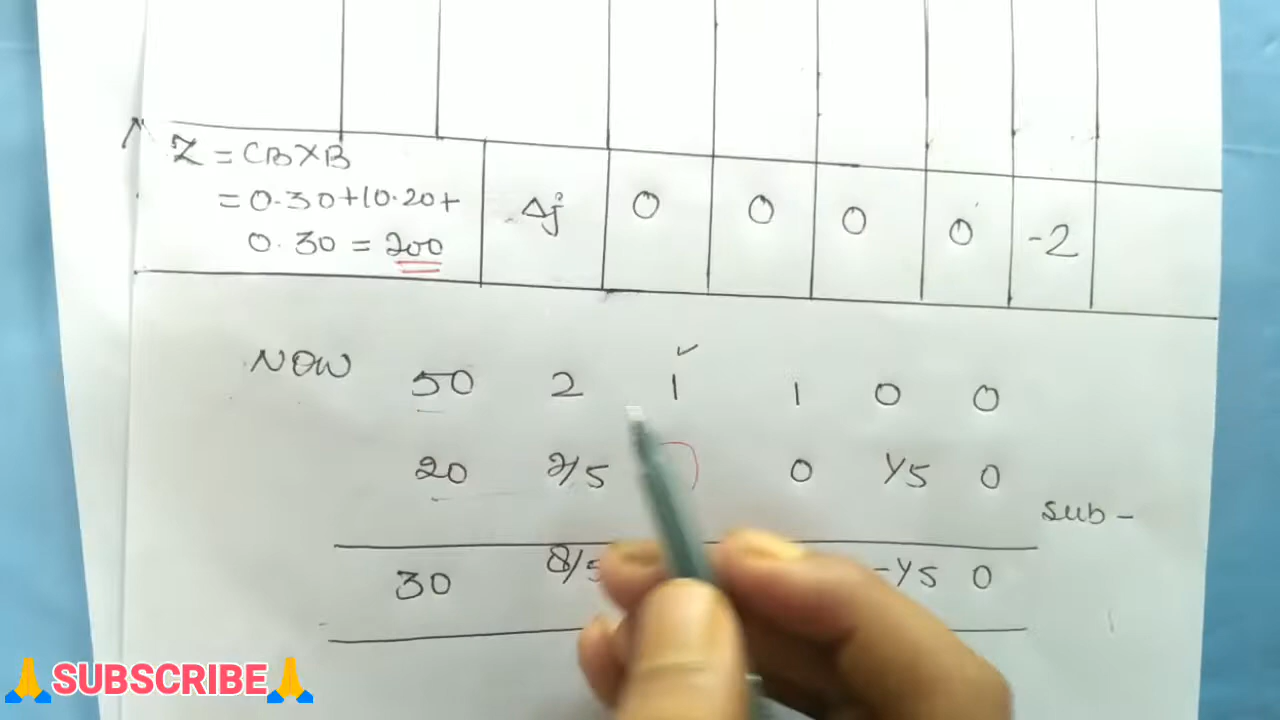 Z = CB×B
= 0.30+10.20+
0.30 = 200
Δj 0 0 0 0 -2
NOW 50 2 1 1 0 0
20 2/5 0 1/5 0
sub -
30 8/5 -1/5 0
🙏SUBSCRIBE🙏